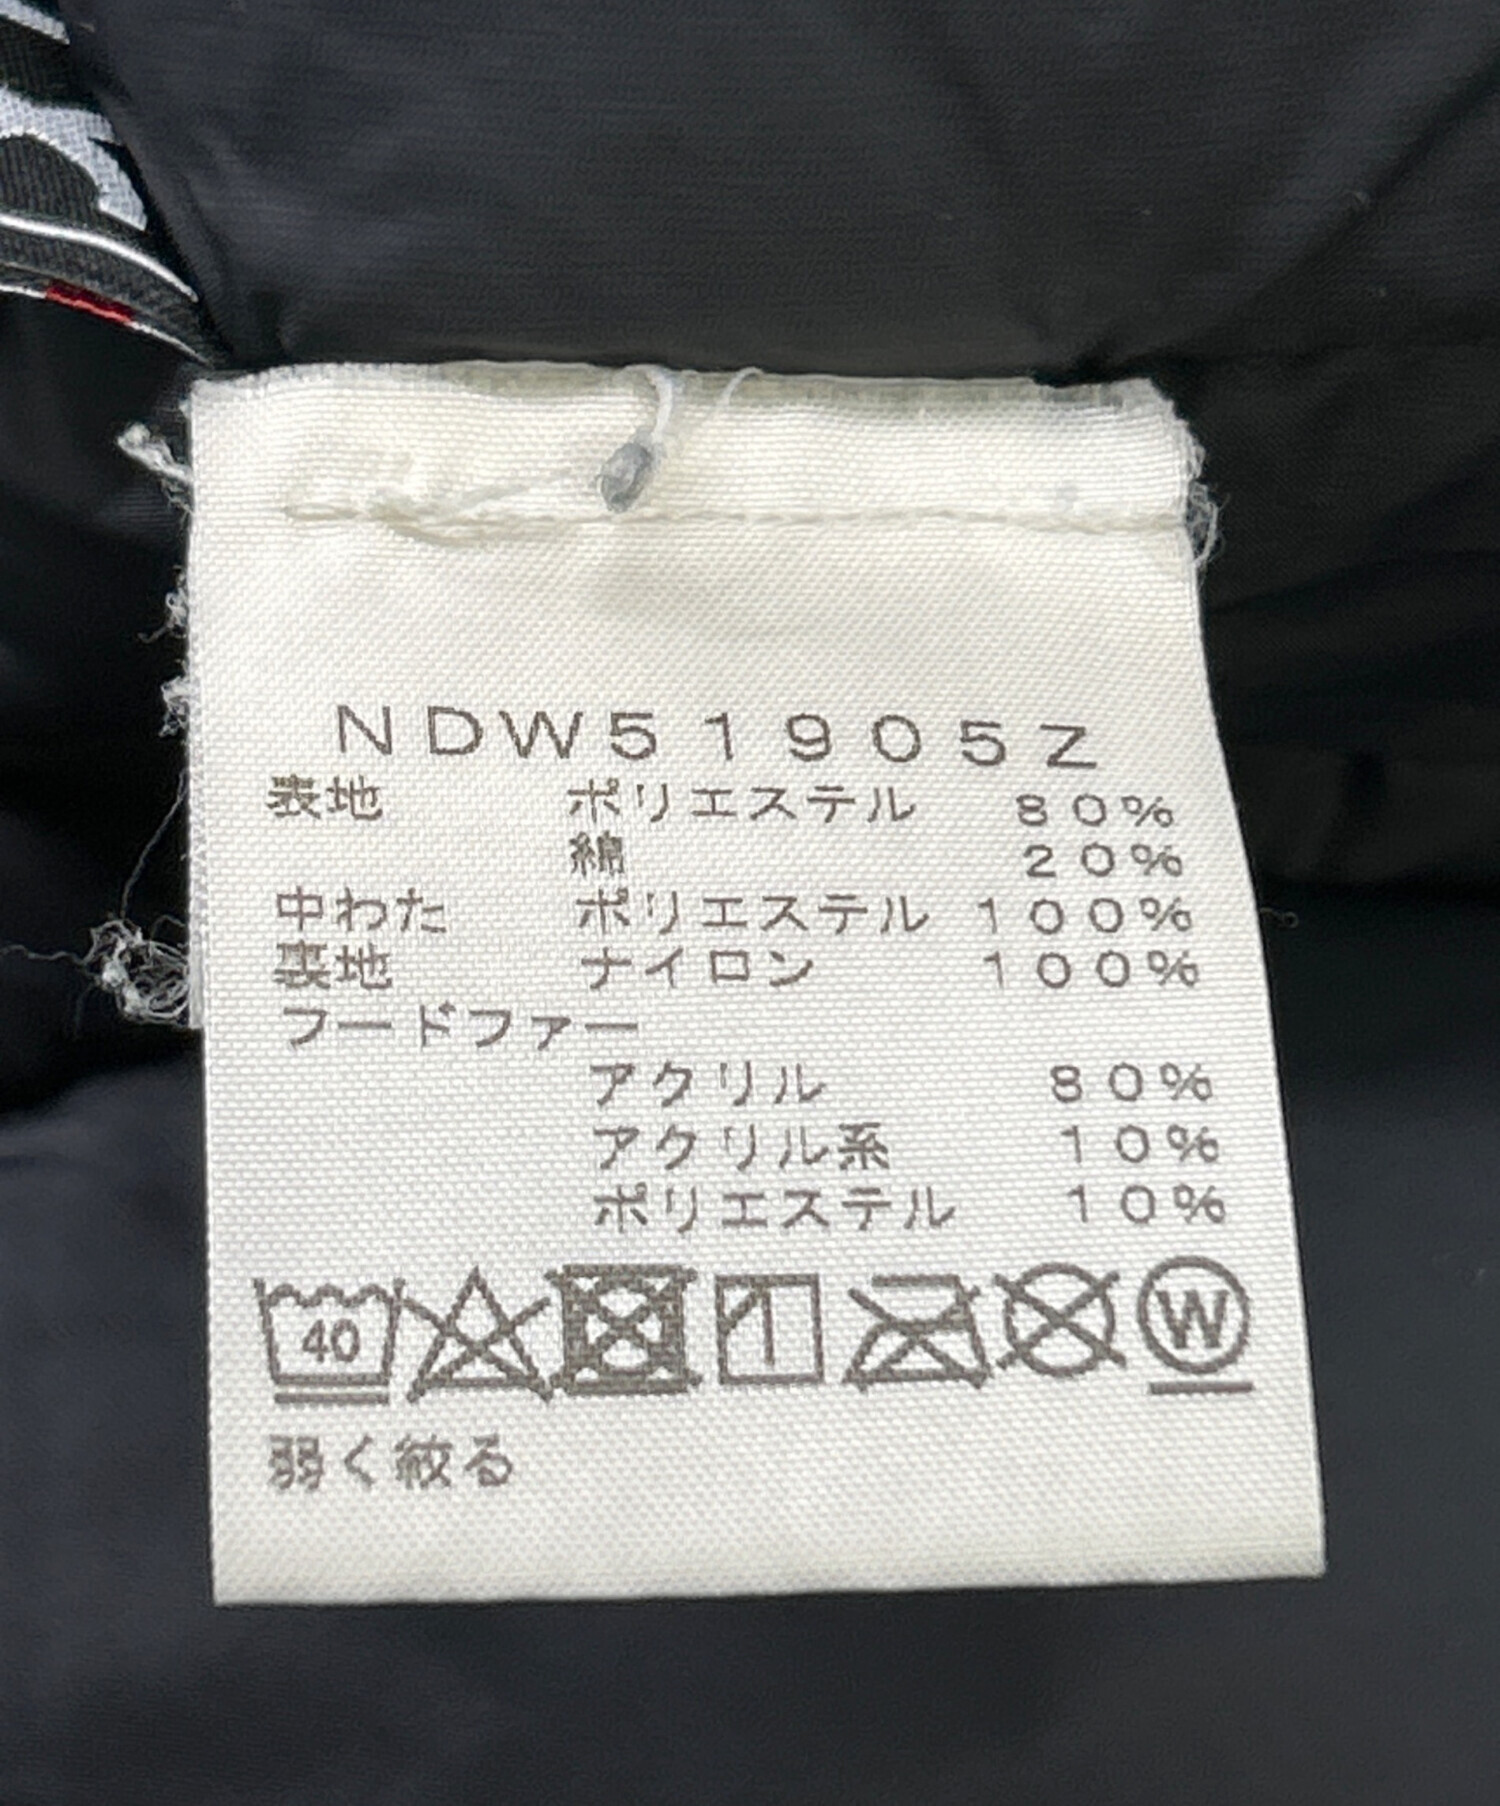 NDW51905Z
表地 ポリエステル 80%
綿 20%
中わた ポリエステル 100%
裏地 ナイロン 100%
フードファー
アクリル 80%
アクリル系 10%
ポリエステル 10%
40 W
弱く絞る